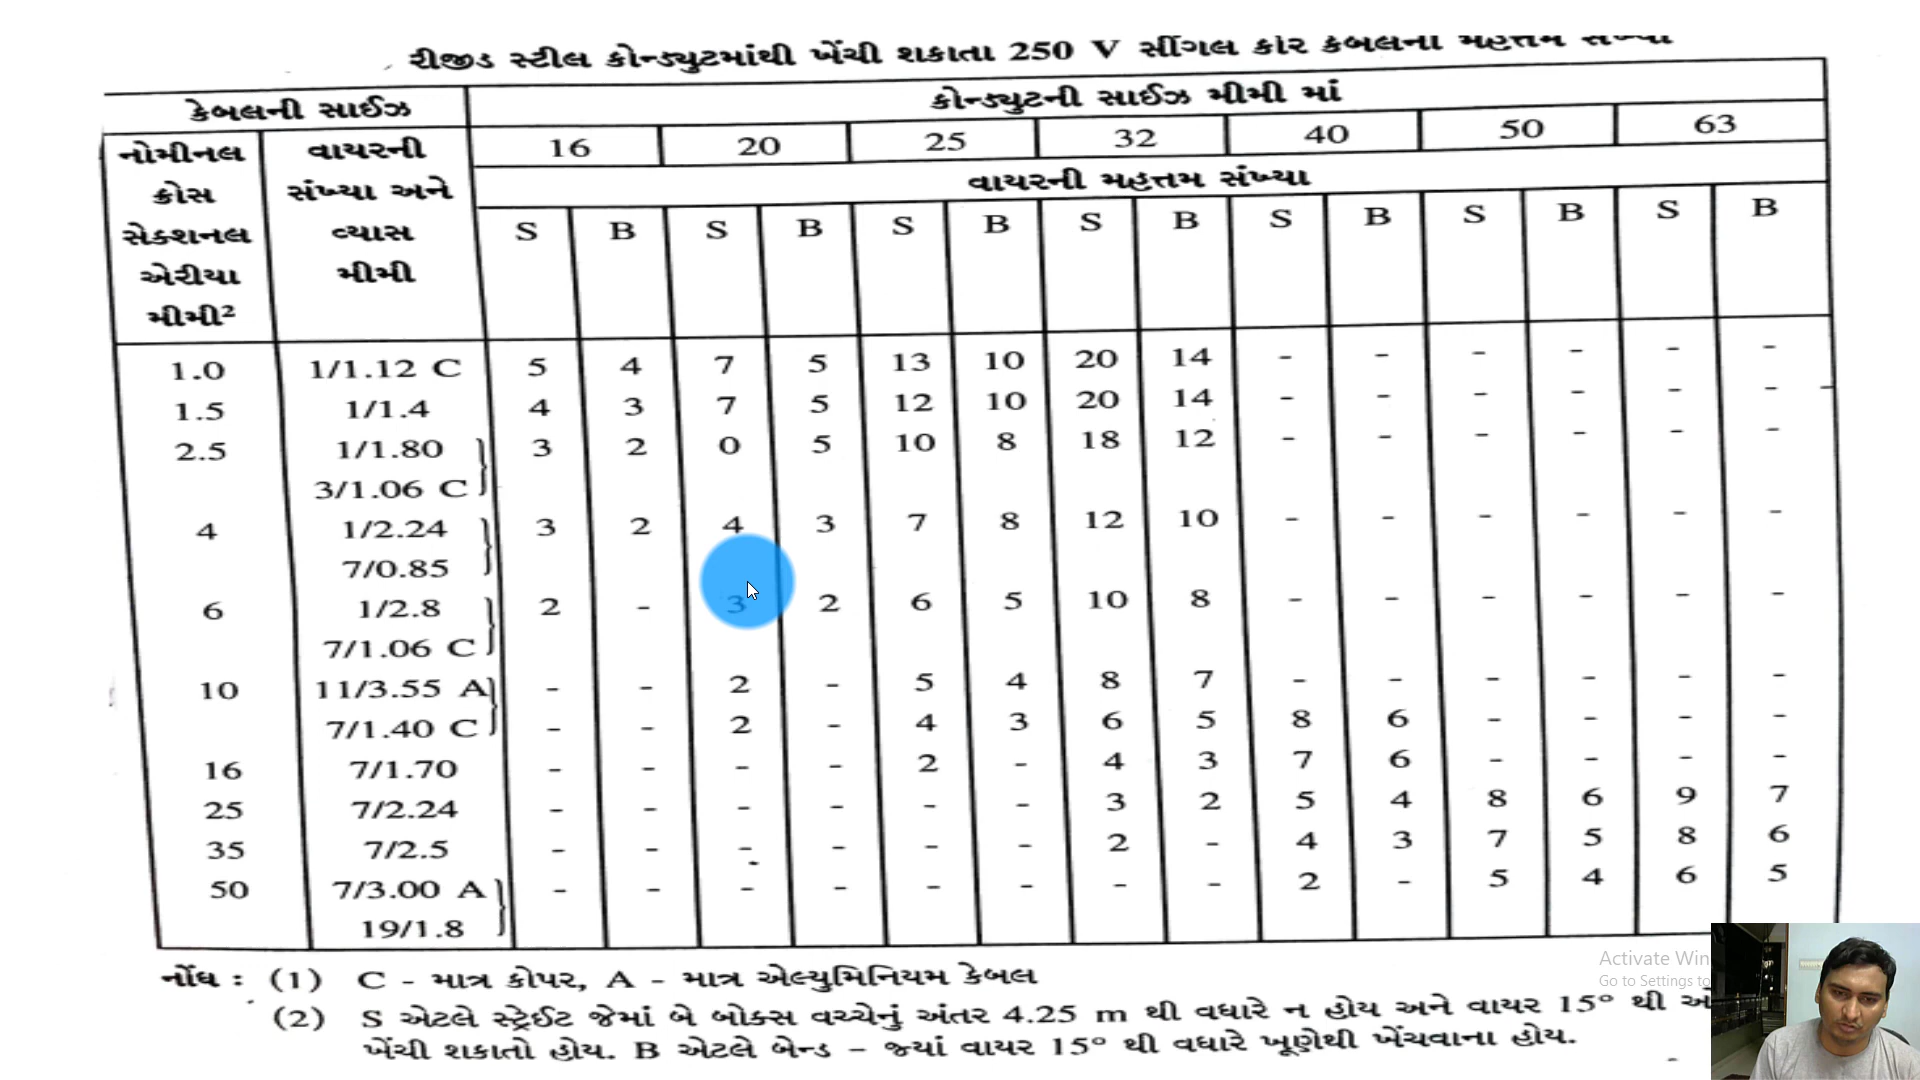 રીજીડ સ્ટીલ કોન્ડ્યુટમાંથી ખેંચી શકાતા 250 V સીંગલ કોર કેબલના મહત્તમ સંખ્યા
કેબલની સાઈઝ કોન્ડ્યુટની સાઈઝ મીમી માં
નોમીનલ ક્રોસ સેક્શનલ એરીયા મીમી² વાયરની સંખ્યા અને વ્યાસ મીમી 16 20 25 32 40 50 63
વાયરની મહત્તમ સંખ્યા
S B S B S B S B S B S B S B
1.0 1/1.12 C 5 4 7 5 13 10 20 14 - - - - - -
1.5 1/1.4 4 3 7 5 12 10 20 14 - - - - - -
2.5 1/1.80 3 2 0 5 10 8 18 12 - - - - - -
3/1.06 C
4 1/2.24 3 2 4 3 7 8 12 10 - - - - - -
7/0.85
6 1/2.8 2 - 3 2 6 5 10 8 - - - - - -
7/1.06 C
10 11/3.55 A - - 2 - 5 4 8 7 - - - - - -
7/1.40 C - - 2 - 4 3 6 5 8 6 - - - -
16 7/1.70 - - - - 2 - 4 3 7 6 - - - -
25 7/2.24 - - - - - - 3 2 5 4 8 6 9 7
35 7/2.5 - - - - - - 2 - 4 3 7 5 8 6
50 7/3.00 A - - - - - - - - 2 - 5 4 6 5
19/1.8
નોંધ : (1) C - માત્ર કોપર, A - માત્ર એલ્યુમિનિયમ કેબલ
(2) S એટલે સ્ટ્રેઈટ જેમાં બે બોક્સ વચ્ચેનું અંતર 4.25 m થી વધારે ન હોય અને વાયર 15° થી
ખેંચી શકાતો હોય. B એટલે બેન્ડ – જ્યાં વાયર 15° થી વધારે ખૂણેથી ખેંચવાના હોય.
Activate Win
Go to Settings to